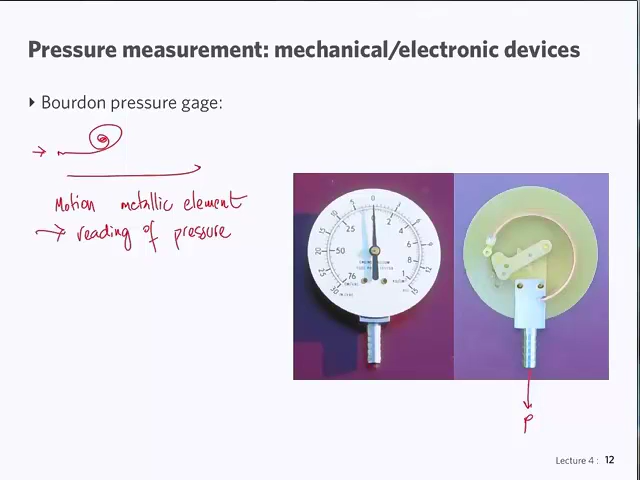 Pressure measurement: mechanical/electronic devices
Bourdon pressure gage:
Motion metallic element
→ reading of pressure
P
Lecture 4 : 12